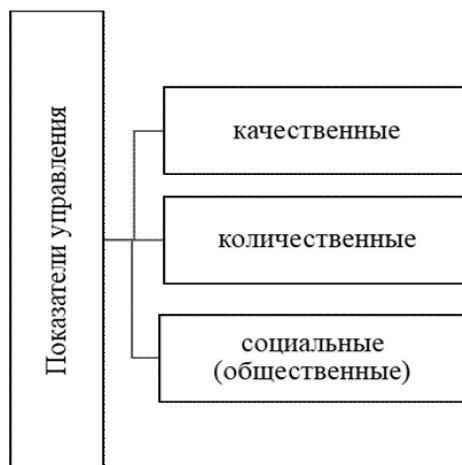 Показатели управления
качественные
количественные
социальные
(общественные)